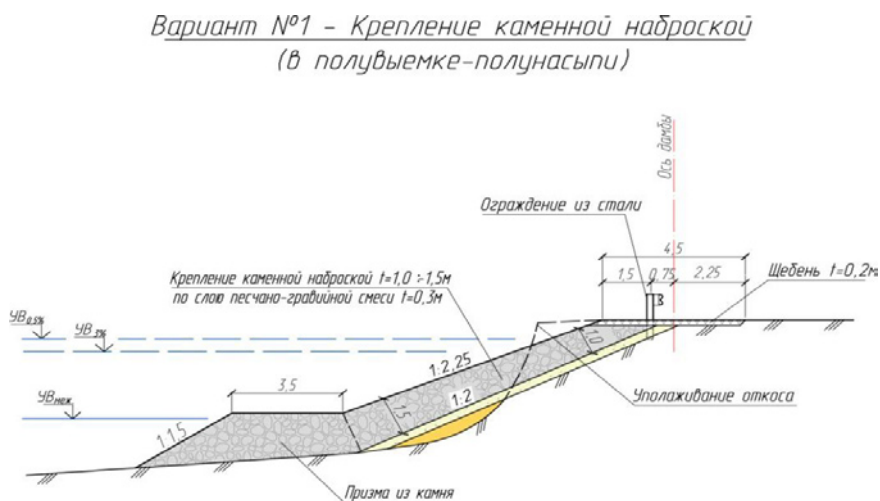 Вариант №1 - Крепление каменной наброской
(в полувыемке-полунасыпи)
Ось дамбы
Ограждение из стали
4,5
1,5 0,75 2,25
Щебень t=0,2м
Крепление каменной наброской t=1,0÷1,5м
по слою песчано-гравийной смеси t=0,3м
УВ0,5%
УВ3%
1:2,25
1,0
1:2
3,5
УВмеж
1,5
Уполаживание откоса
1:1,5
Призма из камня